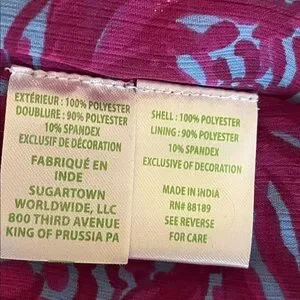 EXTÉRIEUR : 100% POLYESTER
DOUBLURE : 90% POLYESTER
10% SPANDEX
EXCLUSIF DE DÉCORATION
FABRIQUÉ EN
INDE
SUGARTOWN
WORLDWIDE, LLC
800 THIRD AVENUE
KING OF PRUSSIA PA
SHELL : 100% POLYESTER
LINING : 90% POLYESTER
10% SPANDEX
EXCLUSIVE OF DECORATION
MADE IN INDIA
RN# 88189
SEE REVERSE
FOR CARE